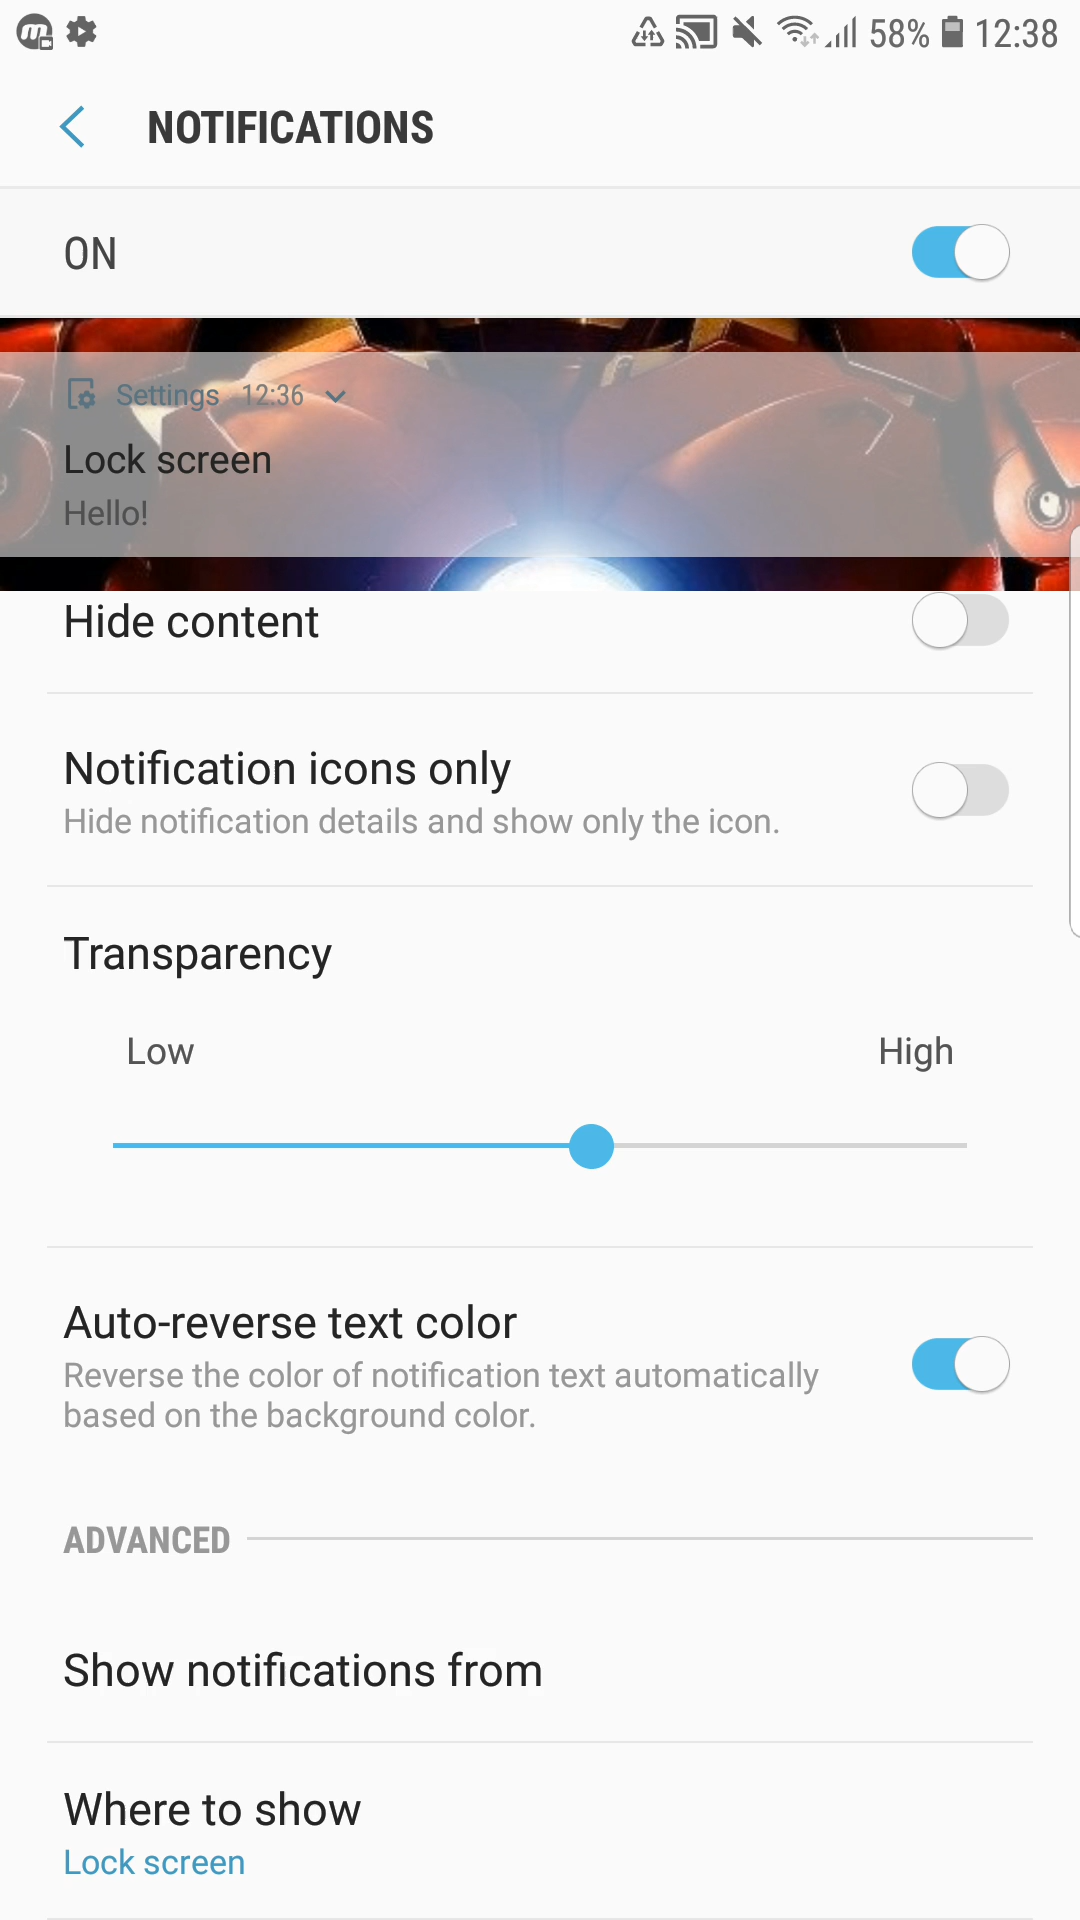 58% 12:38
NOTIFICATIONS
ON
Settings 12:36
Lock screen
Hello!
Hide content
Notification icons only
Hide notification details and show only the icon.
Transparency
Low High
Auto-reverse text color
Reverse the color of notification text automatically
based on the background color.
ADVANCED
Show notifications from
Where to show
Lock screen